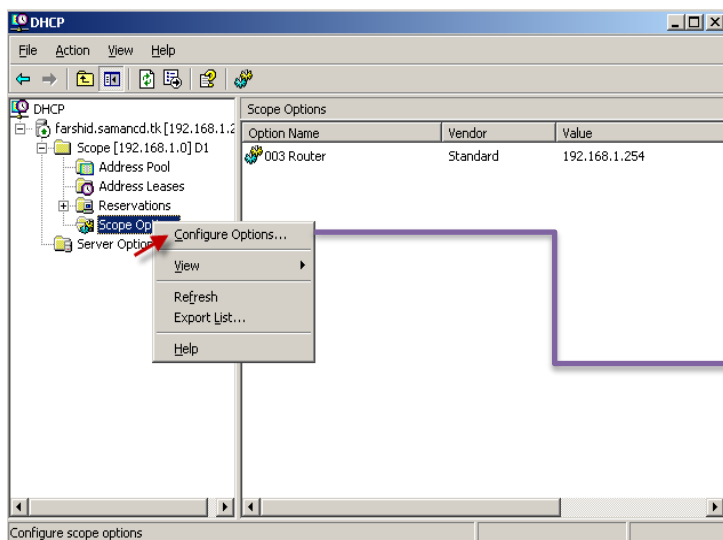 DHCP
File Action View Help
DHCP
farshid.samancd.tk [192.168.1.2
Scope [192.168.1.0] D1
Address Pool
Address Leases
Reservations
Scope Opt
Server Option
Configure Options...
View
Refresh
Export List...
Help
Scope Options
Option Name Vendor Value
003 Router Standard 192.168.1.254
Configure scope options